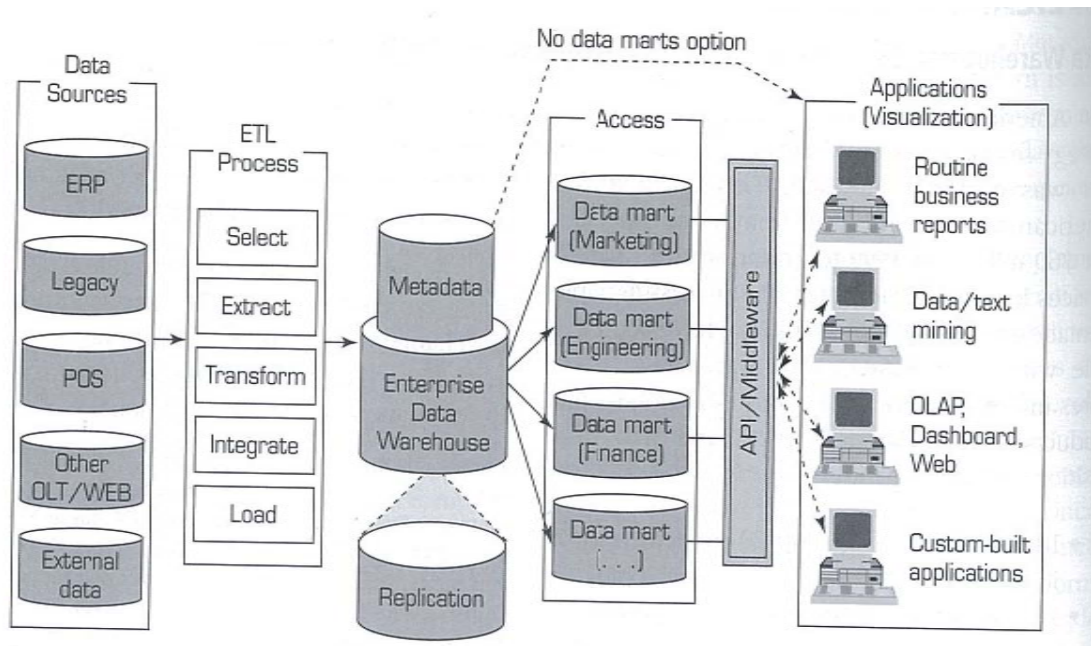 No data marts option
Data
Sources
ERP
Legacy
POS
Other
OLT/WEB
External
data
ETL
Process
Select
Extract
Transform
Integrate
Load
Metadata
Enterprise
Data
Warehouse
Replication
Access
Data mart
(Marketing)
Data mart
(Engineering)
Data mart
(Finance)
Data mart
(. . .)
API/Middleware
Applications
(Visualization)
Routine
business
reports
Data/text
mining
OLAP,
Dashboard,
Web
Custom-built
applications